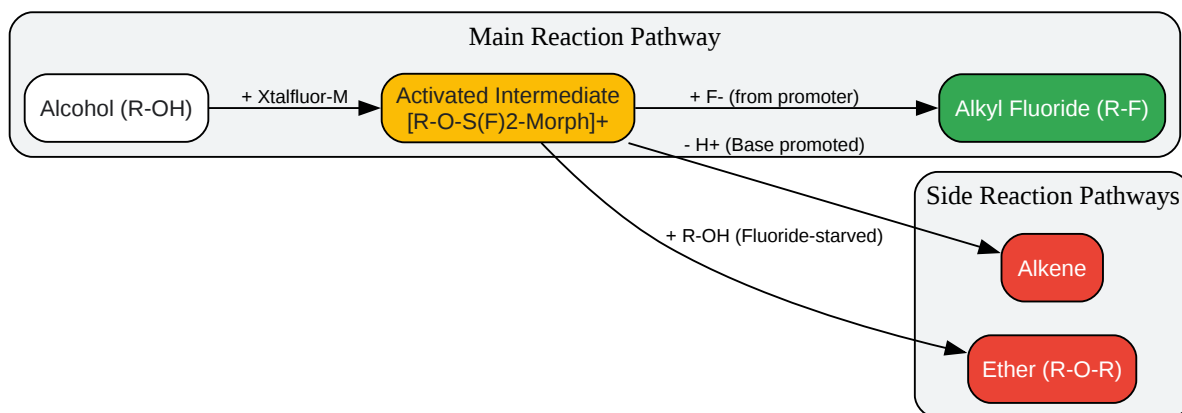 Main Reaction Pathway
Alcohol (R-OH)
+ Xtalfluor-M
Activated Intermediate
[R-O-S(F)2-Morph]+
+ F- (from promoter)
Alkyl Fluoride (R-F)
- H+ (Base promoted)
Side Reaction Pathways
+ R-OH (Fluoride-starved)
Alkene
Ether (R-O-R)